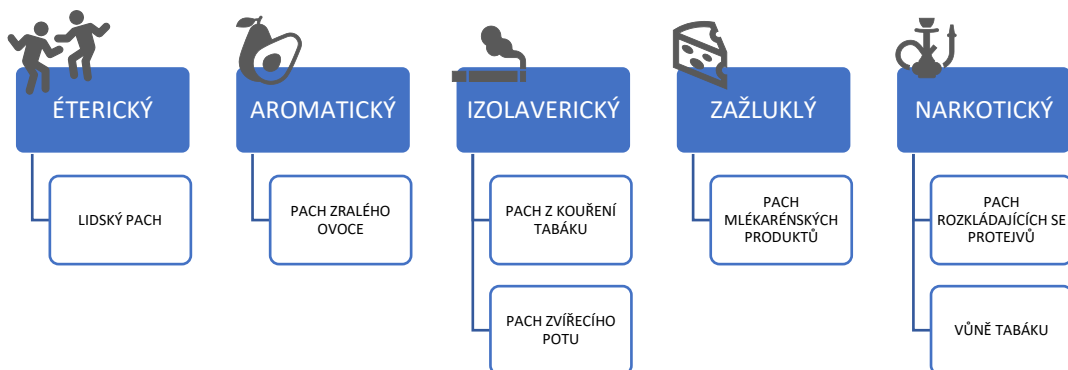 ÉTERICKÝ
LIDSKÝ PACH
AROMATICKÝ
PACH ZRALÉHO
OVOCE
IZOLAVERICKÝ
PACH Z KOUŘENÍ
TABÁKU
PACH ZVÍŘECÍHO
POTU
ZAŽLUKLÝ
PACH
MLÉKARÉNSKÝCH
PRODUKTŮ
NARKOTICKÝ
PACH
ROZKLÁDAJÍCÍCH SE
PROTEJVŮ
VŮNĚ TABÁKU